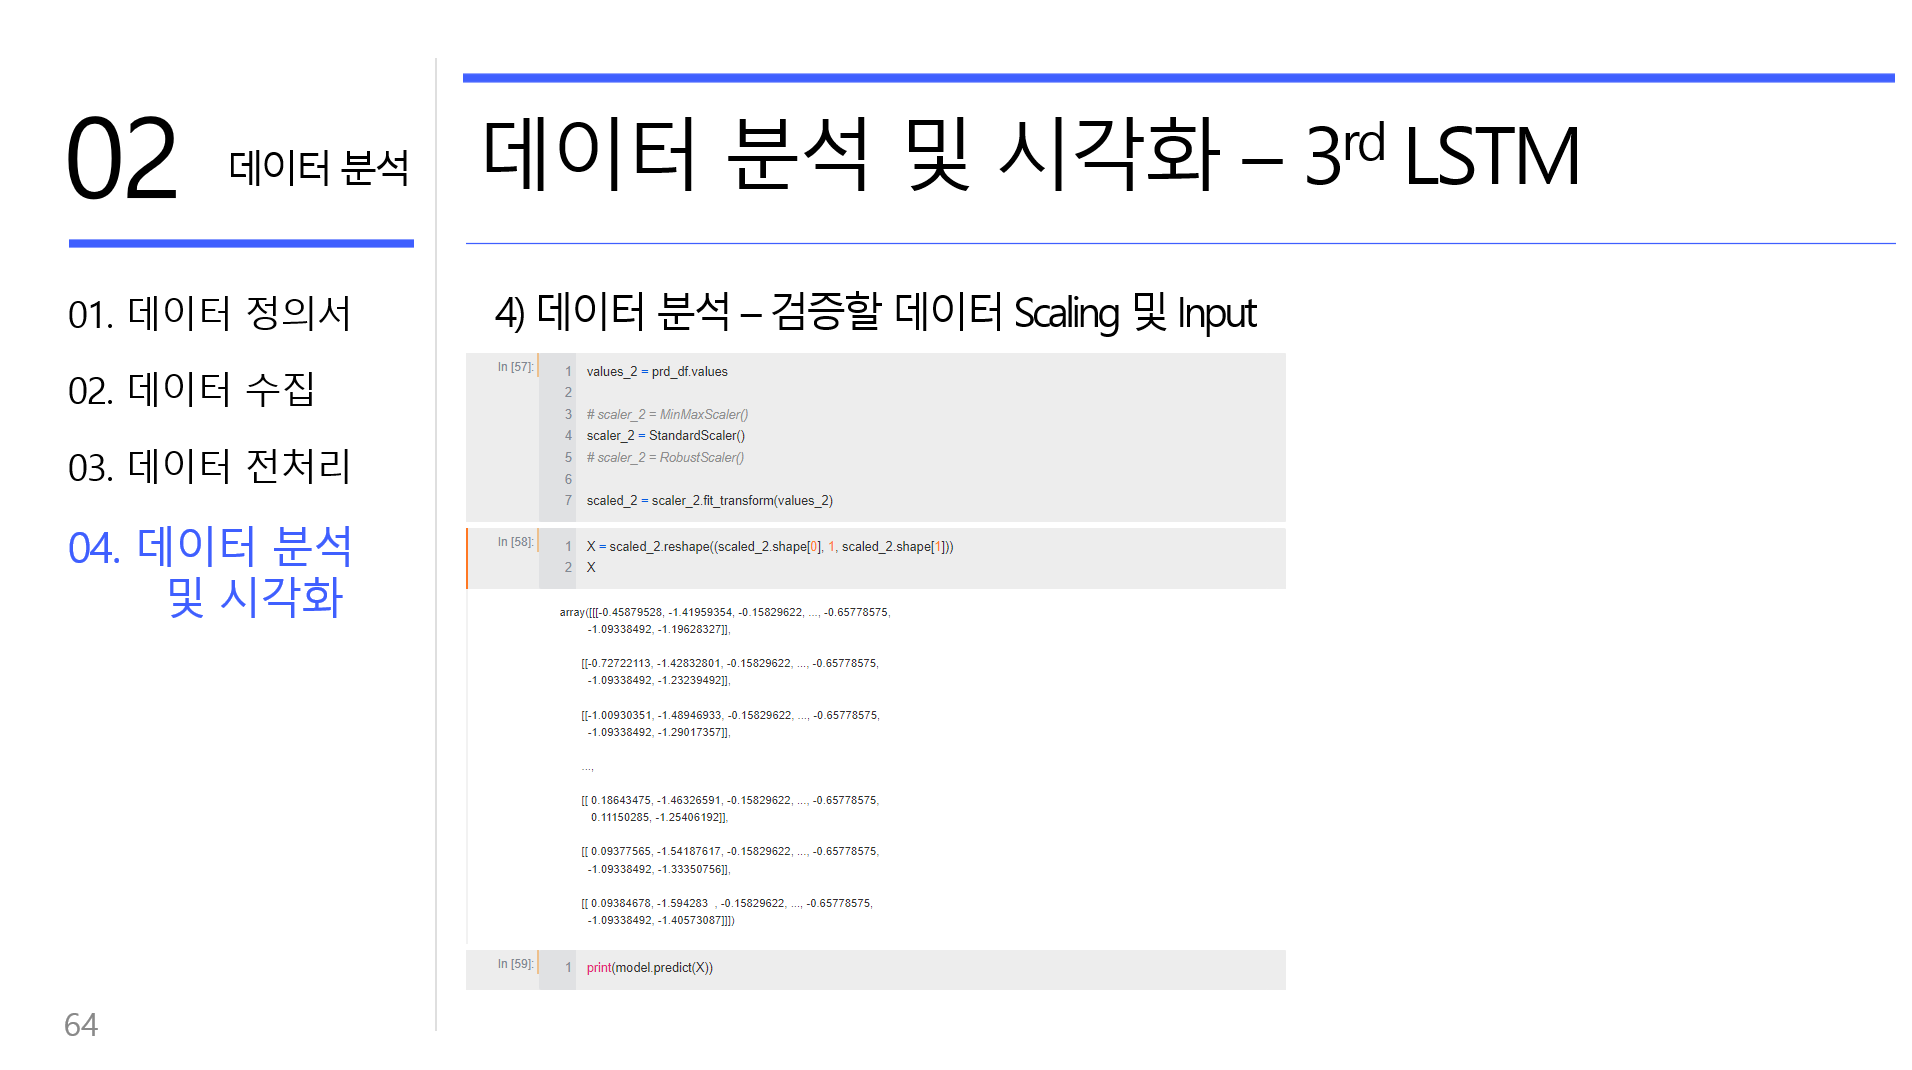 02 데이터 분석
01. 데이터 정의서
02. 데이터 수집
03. 데이터 전처리
04. 데이터 분석
및 시각화
64
데이터 분석 및 시각화 – 3rd LSTM
4) 데이터 분석 – 검증할 데이터 Scaling 및 Input
In [57]:
1 values_2 = prd_df.values
2
3 # scaler_2 = MinMaxScaler()
4 scaler_2 = StandardScaler()
5 # scaler_2 = RobustScaler()
6
7 scaled_2 = scaler_2.fit_transform(values_2)
In [58]:
1 X = scaled_2.reshape((scaled_2.shape[0], 1, scaled_2.shape[1]))
2 X
array([[[-0.45879528, -1.41959354, -0.15829622, ..., -0.65778575,
-1.09338492, -1.19628327]],
[[-0.72722113, -1.42832801, -0.15829622, ..., -0.65778575,
-1.09338492, -1.23239492]],
[[-1.00930351, -1.48946933, -0.15829622, ..., -0.65778575,
-1.09338492, -1.29017357]],
...,
[[ 0.18643475, -1.46326591, -0.15829622, ..., -0.65778575,
0.11150285, -1.25406192]],
[[ 0.09377565, -1.54187617, -0.15829622, ..., -0.65778575,
-1.09338492, -1.33350756]],
[[ 0.09384678, -1.594283 , -0.15829622, ..., -0.65778575,
-1.09338492, -1.40573087]]])
In [59]:
1 print(model.predict(X))